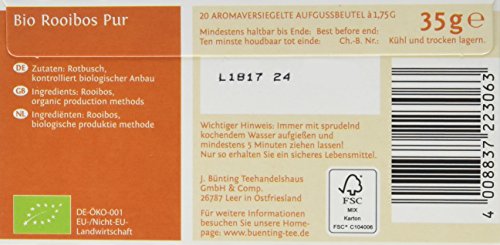 Bio Rooibos Pur
DE Zutaten: Rotbusch,
kontrolliert biologischer Anbau
GB Ingredients: Rooibos,
organic production methods
NL Ingrediënten: Rooibos,
biologische produktie methode
DE-ÖKO-001
EU-/Nicht-EU-
Landwirtschaft
20 AROMAVERSIEGELTE AUFGUSSBEUTEL à 1,75 G
35 g e
Mindestens haltbar bis Ende: Best before end:
Ten minste houdbaar tot einde: Ch.-B. Nr.: Kühl und trocken lagern.
L1817 24
Wichtiger Hinweis: Immer mit sprudelnd
kochendem Wasser aufgießen und
mindestens 5 Minuten ziehen lassen!
Nur so erhalten Sie ein sicheres Lebensmittel.
J. Bünting Teehandelshaus
GmbH & Comp.
26787 Leer in Ostfriesland
Für weitere Informationen
besuchen Sie unsere Home-
page: www.buenting-tee.de
FSC
MIX
Karton
FSC® C104006
4 008837 223063